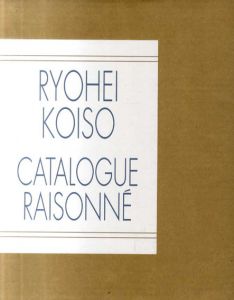 RYOHEI
KOISO
CATALOGUE
RAISONNÉ